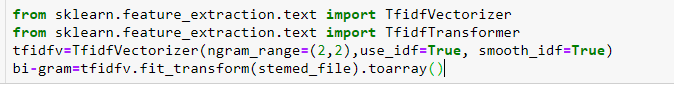 from sklearn.feature_extraction.text import TfidfVectorizer
from sklearn.feature_extraction.text import TfidfTransformer
tfidfv=TfidfVectorizer(ngram_range=(2,2),use_idf=True, smooth_idf=True)
bi-gram=tfidfv.fit_transform(stemed_file).toarray()